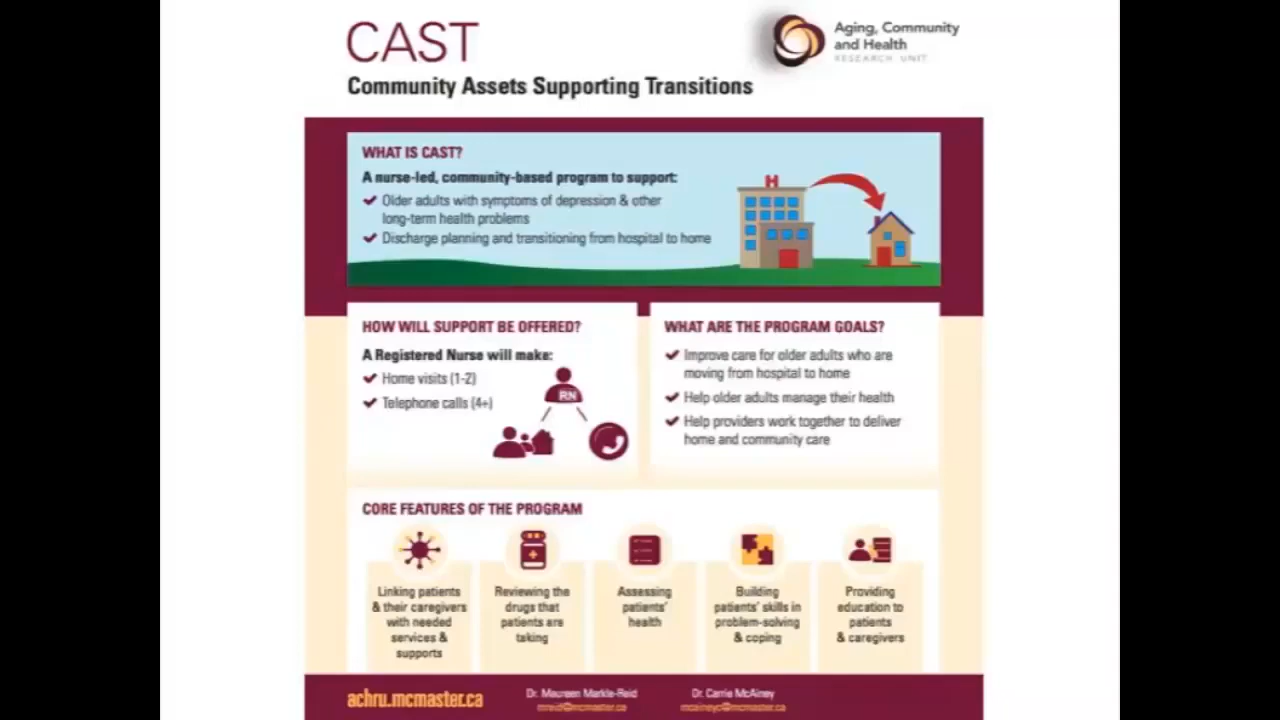 CAST
Community Assets Supporting Transitions
Aging, Community
and Health
RESEARCH UNIT
WHAT IS CAST?
A nurse-led, community-based program to support:
Older adults with symptoms of depression & other
long-term health problems
Discharge planning and transitioning from hospital to home
H
HOW WILL SUPPORT BE OFFERED?
A Registered Nurse will make:
Home visits (1-2)
Telephone calls (4+)
RN
WHAT ARE THE PROGRAM GOALS?
Improve care for older adults who are
moving from hospital to home
Help older adults manage their health
Help providers work together to deliver
home and community care
CORE FEATURES OF THE PROGRAM
Linking patients
& their caregivers
with needed
services &
supports
Reviewing the
drugs that
patients are
taking
Assessing
patients'
health
Building
patients' skills in
problem-solving
& coping
Providing
education to
patients
& caregivers
achru.mcmaster.ca
Dr. Maureen Markle-Reid
mreid@mcmaster.ca
Dr. Carrie McAiney
mcaineyc@mcmaster.ca